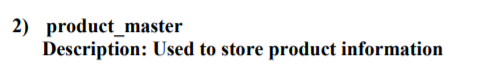 2) product_master
Description: Used to store product information